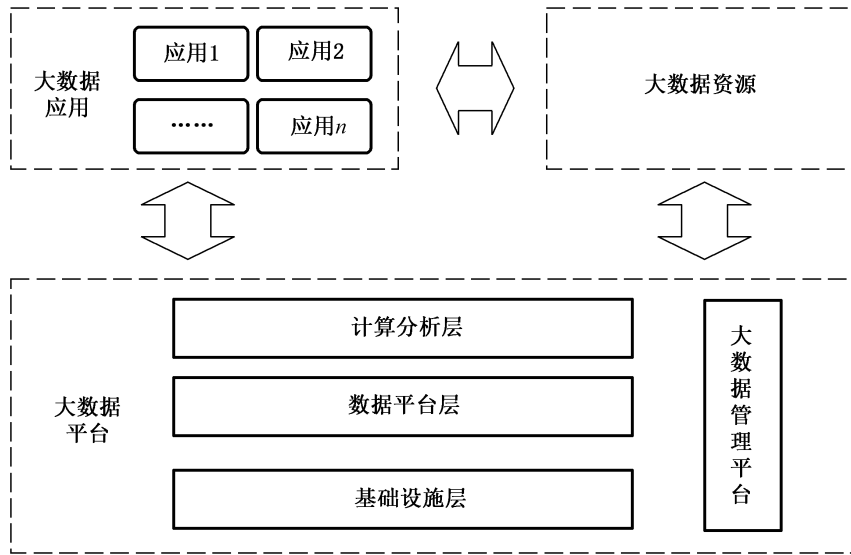 大数据
应用
应用1
应用2
……
应用n
大数据资源
大数据
平台
计算分析层
数据平台层
基础设施层
大
数
据
管
理
平
台